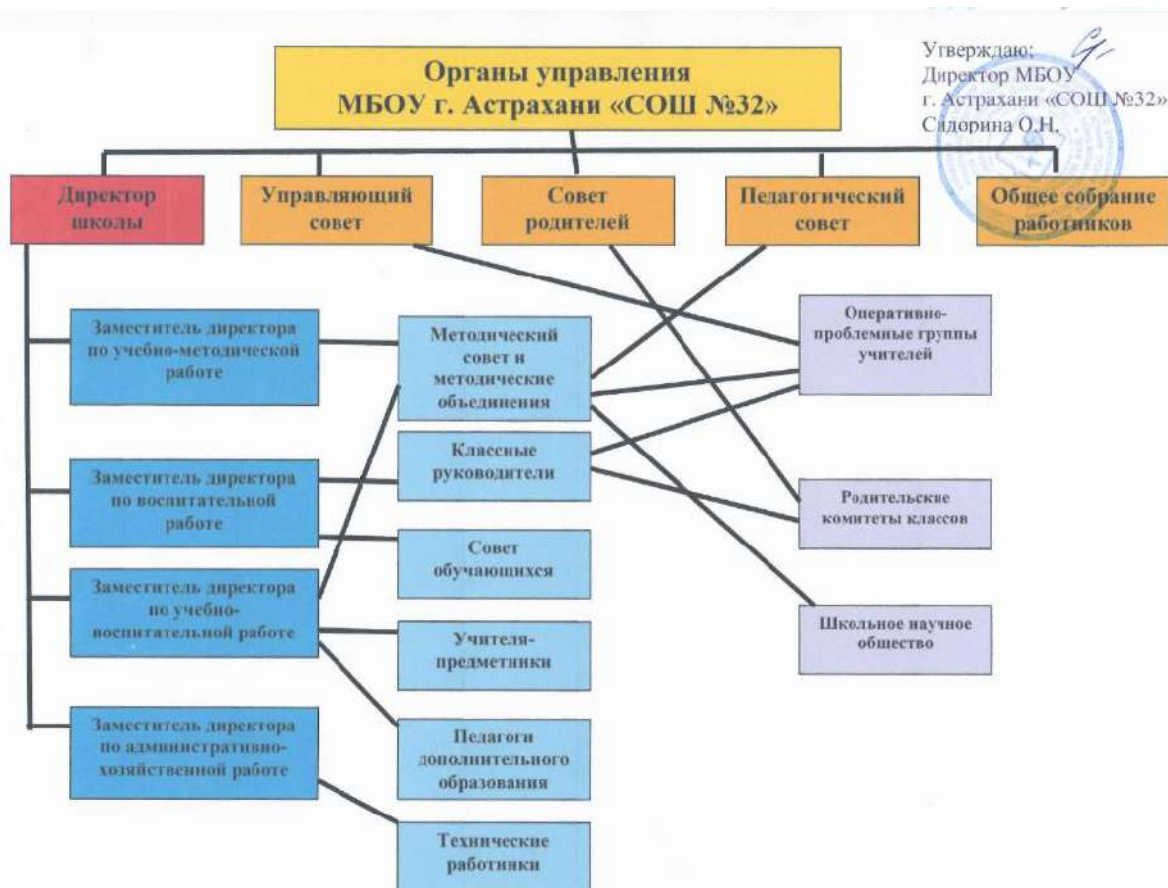 Органы управления
МБОУ г. Астрахани «СОШ №32»
Утверждаю:
Директор МБОУ
г. Астрахани «СОШ №32»
Сидорина О.Н.
Директор
школы
Управляющий
совет
Совет
родителей
Педагогический
совет
Общее собрание
работников
Заместитель директора
по учебно-методической
работе
Методический
совет и
методические
объединения
Оперативно-
проблемные группы
учителей
Классные
руководители
Заместитель директора
по воспитательной
работе
Родительские
комитеты классов
Совет
обучающихся
Заместитель директора
по учебно-
воспитательной работе
Учителя-
предметники
Школьное научное
общество
Заместитель директора
по административно-
хозяйственной работе
Педагоги
дополнительного
образования
Технические
работники